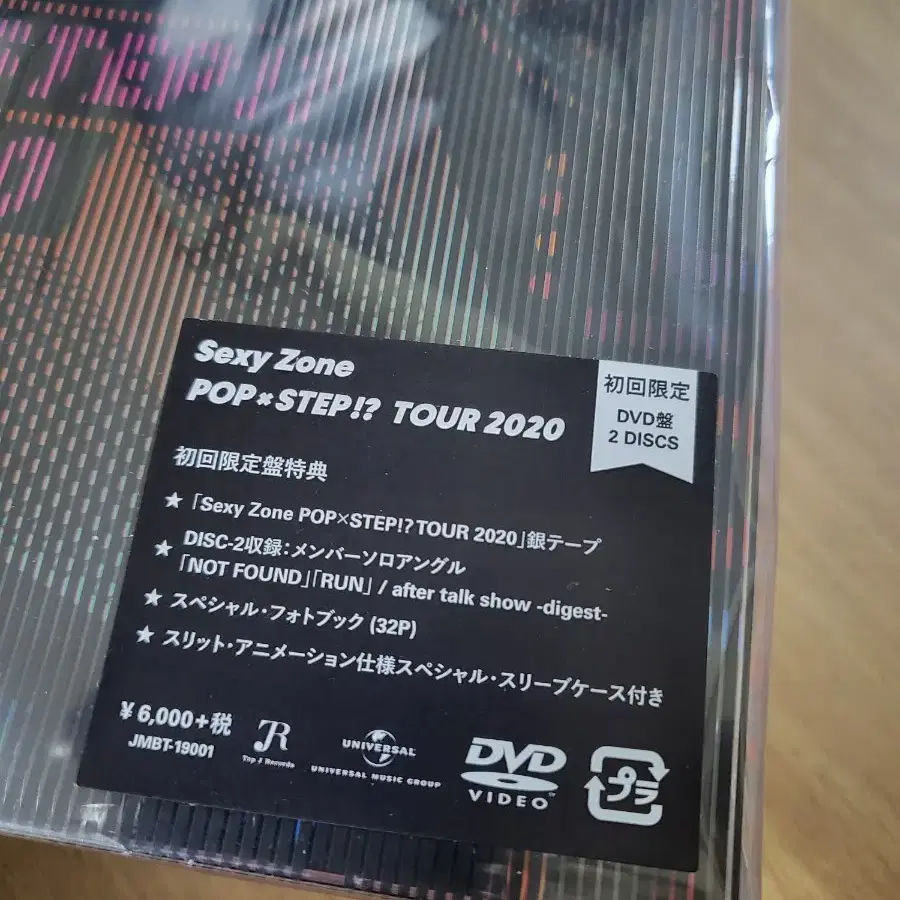 STEP!
Sexy Zone
POP×STEP!? TOUR 2020
初回限定
DVD盤
2 DISCS
初回限定盤特典
★「Sexy Zone POP×STEP!? TOUR 2020」銀テープ
★ DISC-2収録：メンバーソロアングル
「NOT FOUND」「RUN」 / after talk show -digest-
★ スペシャル・フォトブック (32P)
★ スリット・アニメーション仕様スペシャル・スリーブケース付き
¥6,000+税
JMBT-19001
JR
Top J Records
UNIVERSAL
UNIVERSAL MUSIC GROUP
DVD
VIDEO
プラ